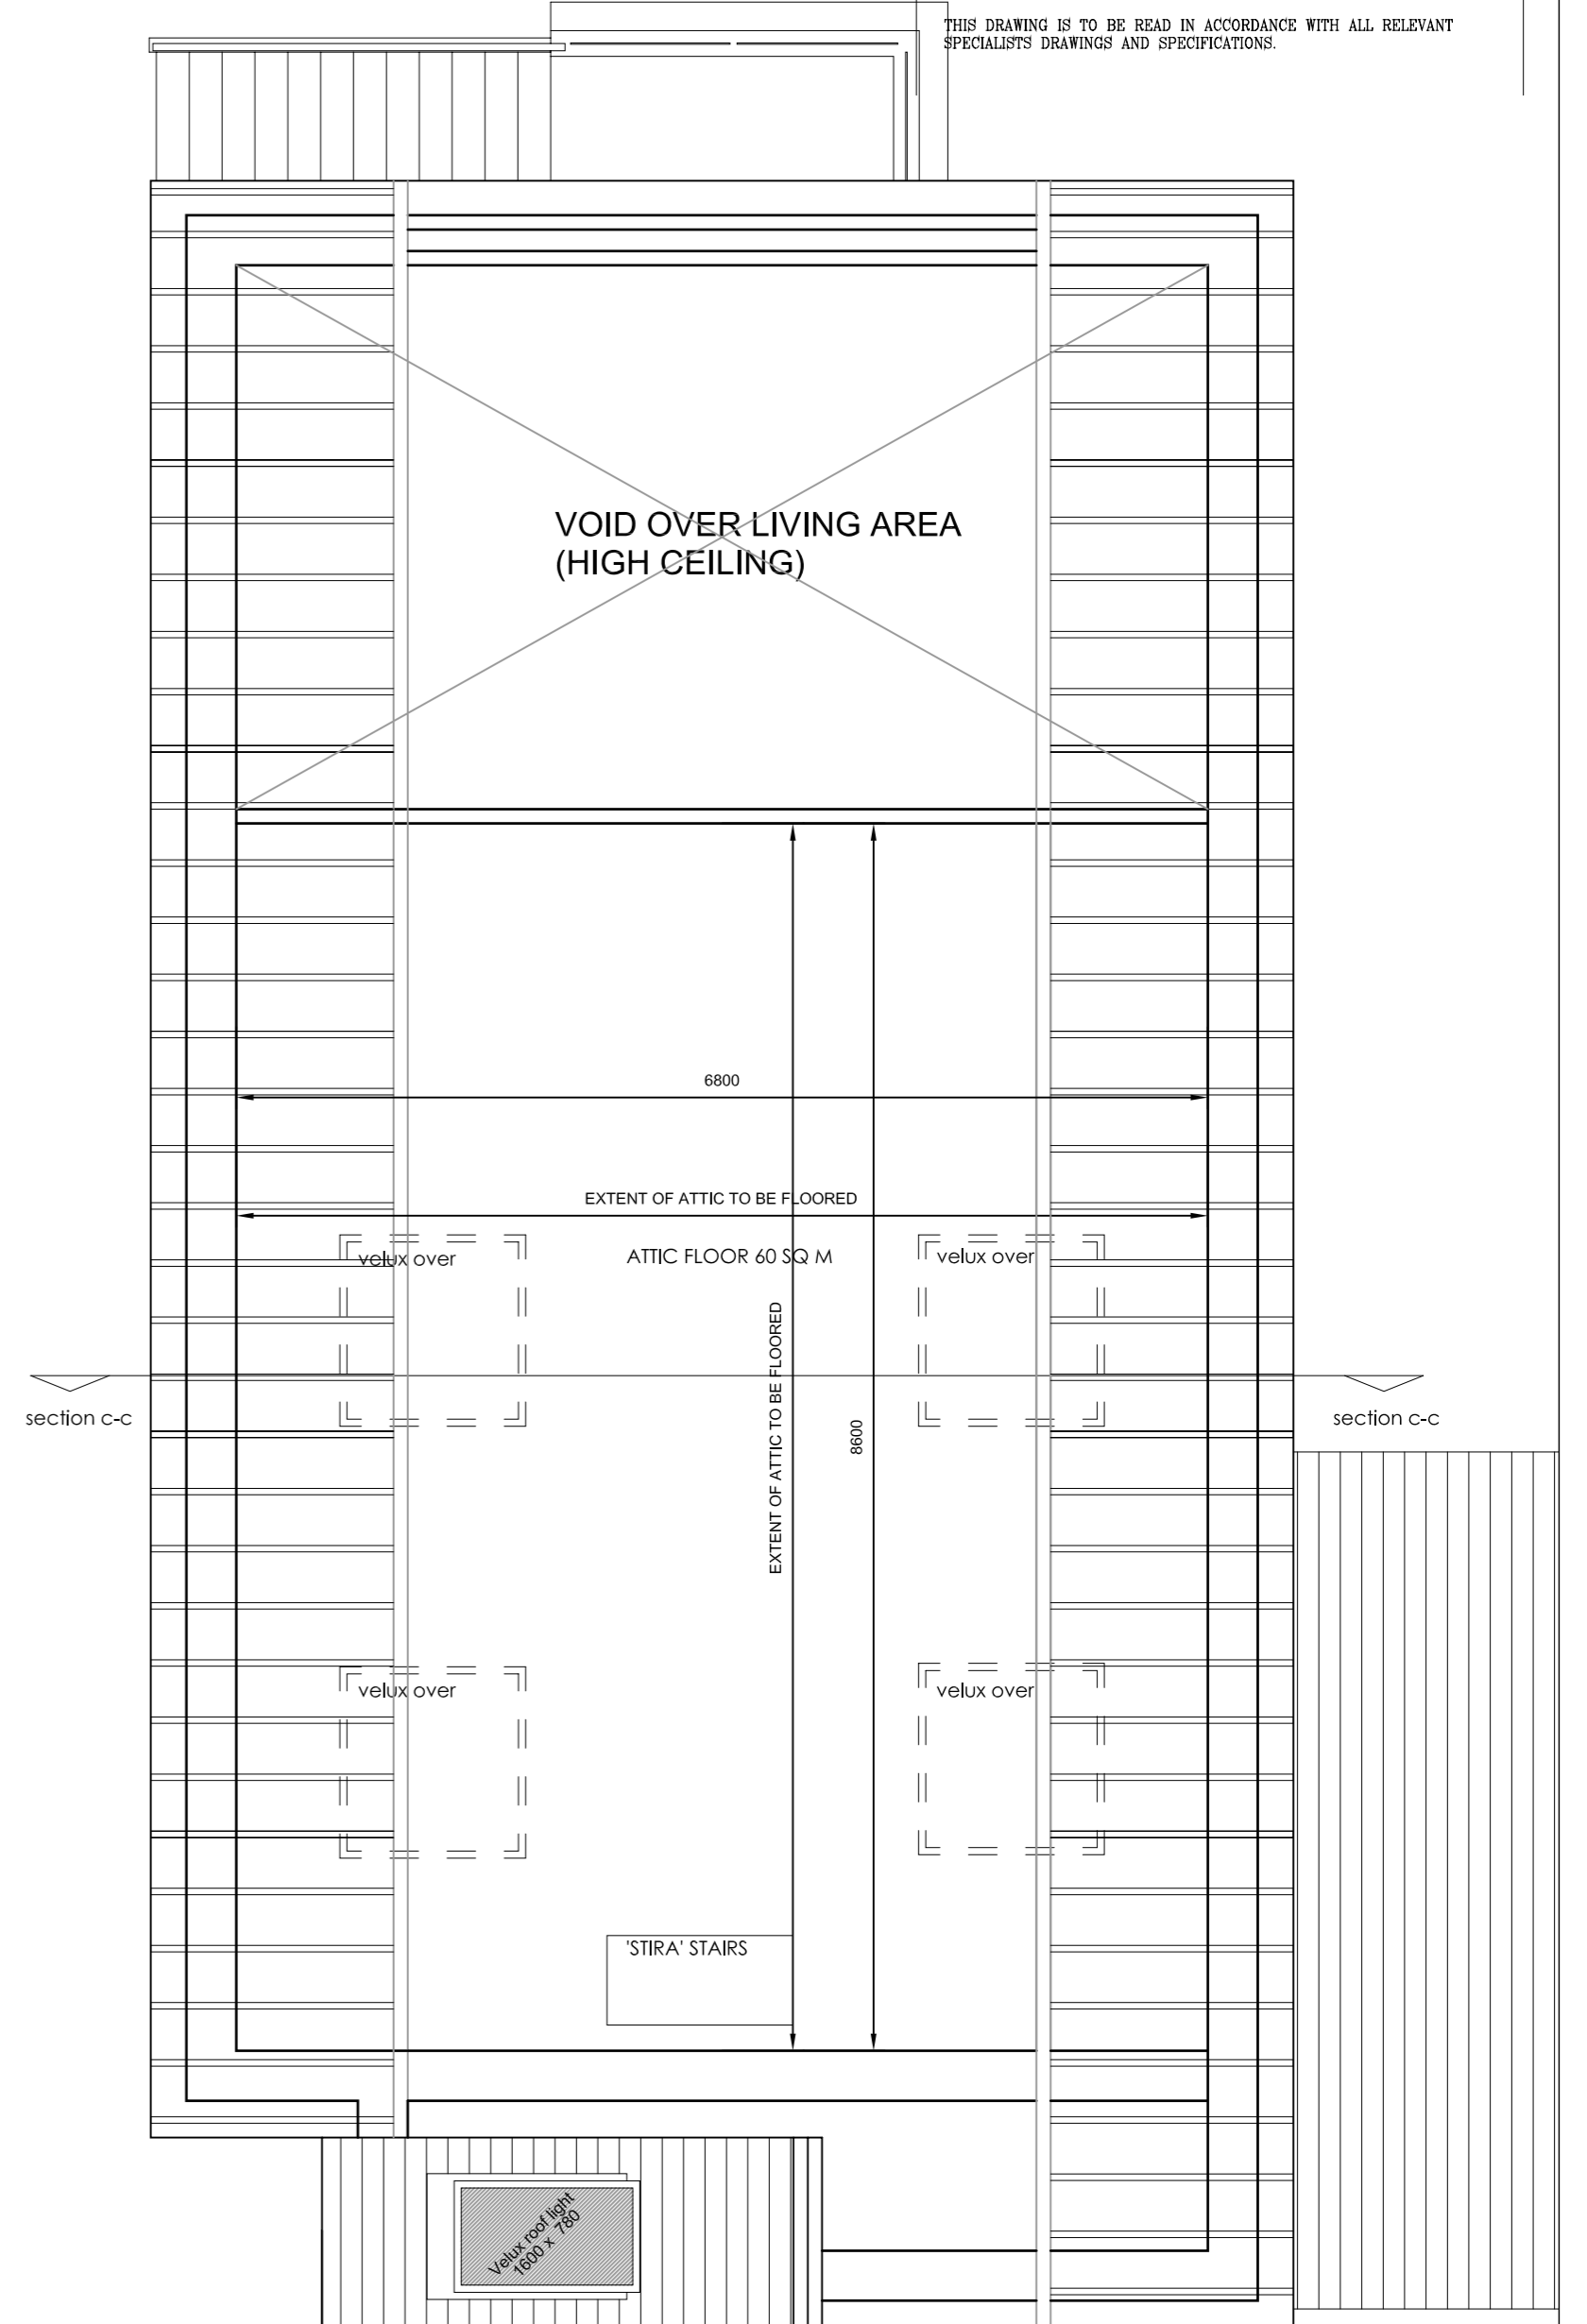 THIS DRAWING IS TO BE READ IN ACCORDANCE WITH ALL RELEVANT
SPECIALISTS DRAWINGS AND SPECIFICATIONS.
VOID OVER LIVING AREA
(HIGH CEILING)
6800
EXTENT OF ATTIC TO BE FLOORED
velux over
ATTIC FLOOR 60 SQ M
velux over
EXTENT OF ATTIC TO BE FLOORED
8600
section c-c
section c-c
velux over
velux over
'STIRA' STAIRS
Velux roof light
1600 x 780